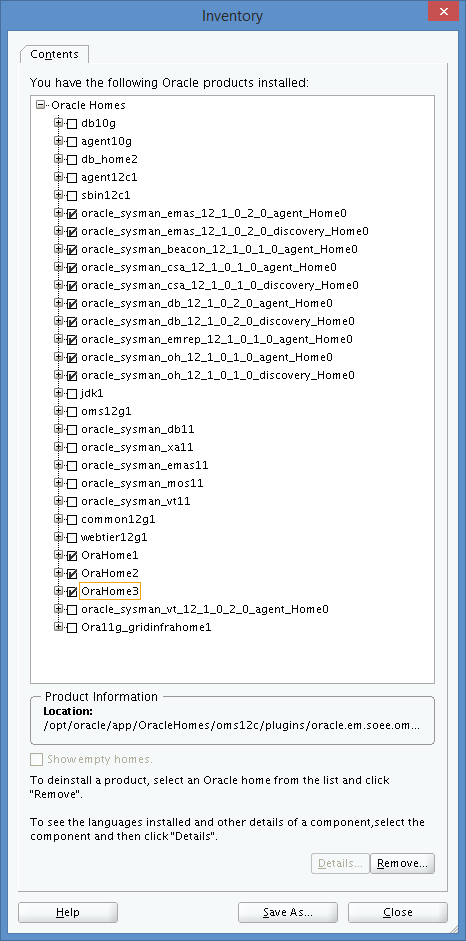 Inventory
Contents
You have the following Oracle products installed:
Oracle Homes
db10g
agent10g
db_home2
agent12c1
sbin12c1
oracle_sysman_emas_12_1_0_2_0_agent_Home0
oracle_sysman_emas_12_1_0_2_0_discovery_Home0
oracle_sysman_beacon_12_1_0_1_0_agent_Home0
oracle_sysman_csa_12_1_0_1_0_agent_Home0
oracle_sysman_csa_12_1_0_1_0_discovery_Home0
oracle_sysman_db_12_1_0_2_0_agent_Home0
oracle_sysman_db_12_1_0_2_0_discovery_Home0
oracle_sysman_emrep_12_1_0_1_0_agent_Home0
oracle_sysman_oh_12_1_0_1_0_agent_Home0
oracle_sysman_oh_12_1_0_1_0_discovery_Home0
jdk1
oms12g1
oracle_sysman_db11
oracle_sysman_xa11
oracle_sysman_emas11
oracle_sysman_mos11
oracle_sysman_vt11
common12g1
webtier12g1
OraHome1
OraHome2
OraHome3
oracle_sysman_vt_12_1_0_2_0_agent_Home0
Ora11g_gridinfrahome1
Product Information
Location:
/opt/oracle/app/OracleHomes/oms12c/plugins/oracle.em.soee.om...
Show empty homes.
To deinstall a product, select an Oracle home from the list and click
"Remove".
To see the languages installed and other details of a component,select the
component and then click "Details".
Details... Remove...
Help Save As... Close